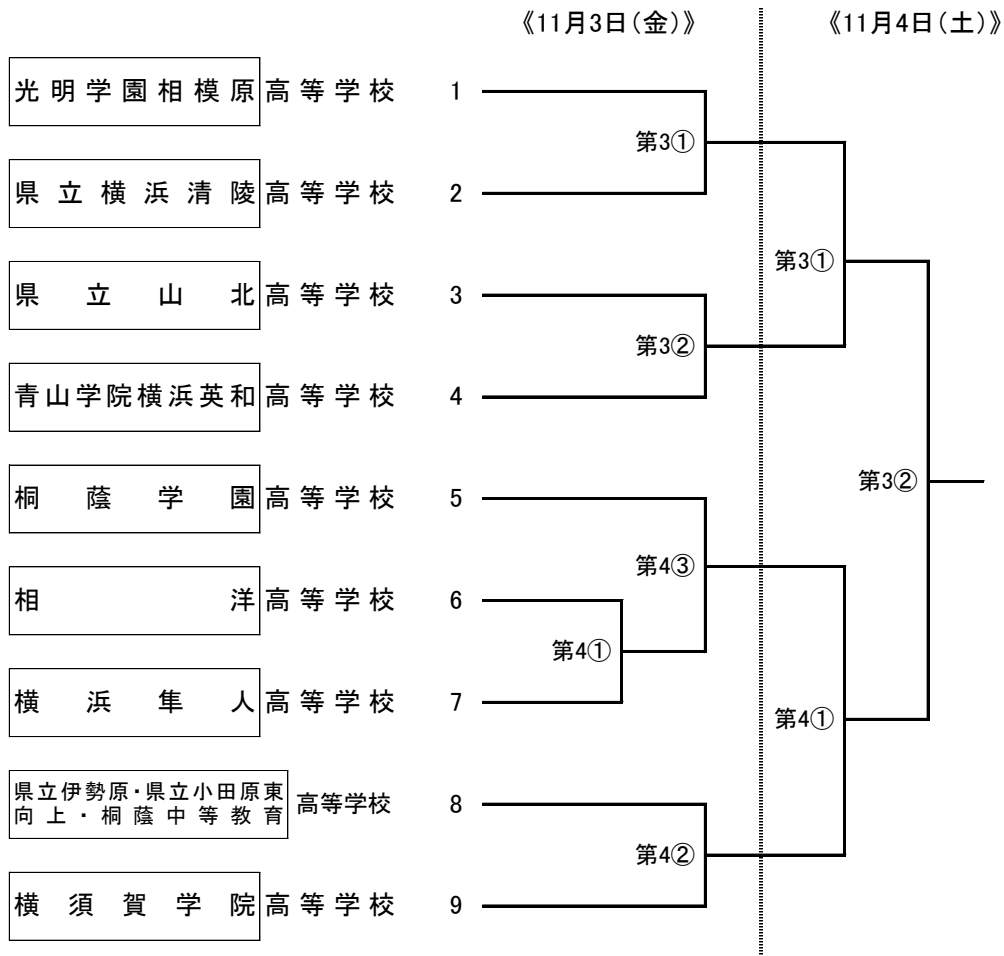 《11月3日(金)》 《11月4日(土)》
光明学園相模原高等学校 1
第3①
県立横浜清陵高等学校 2
第3①
県立山北高等学校 3
第3②
青山学院横浜英和高等学校 4
第3②
桐蔭学園高等学校 5
第4③
相洋高等学校 6
第4①
横浜隼人高等学校 7
第4①
県立伊勢原・県立小田原東
向上・桐蔭中等教育
高等学校 8
第4②
横須賀学院高等学校 9